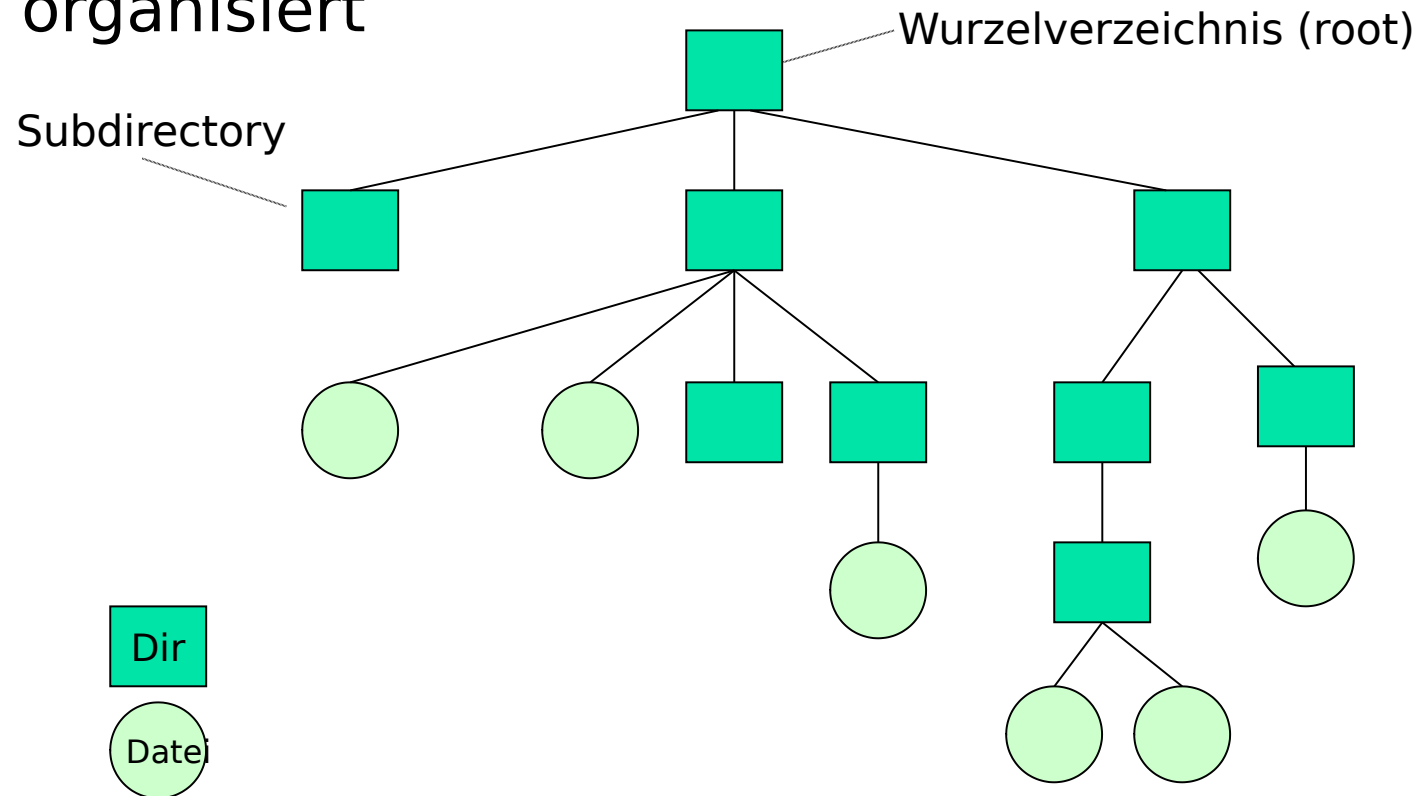 organisiert
Wurzelverzeichnis (root)
Subdirectory
Dir
Datei